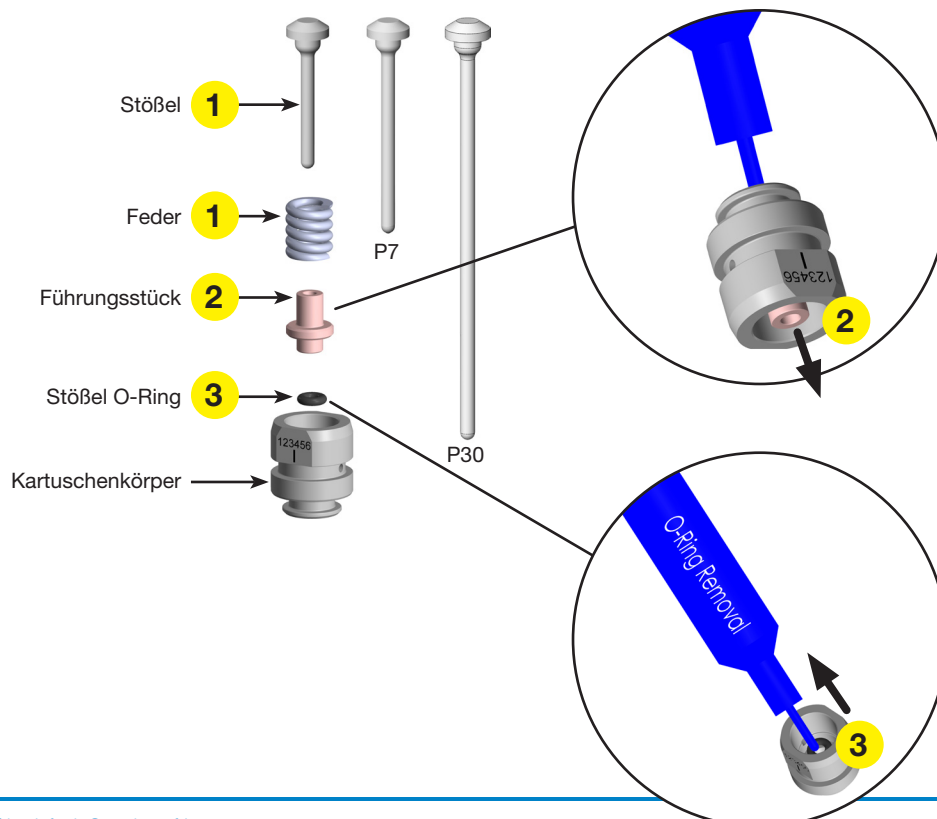 Stößel 1
Feder 1
P7
Führungsstück 2
Stößel O-Ring 3
123456
Kartuschenkörper
P30
123456
2
O-Ring Removal
3